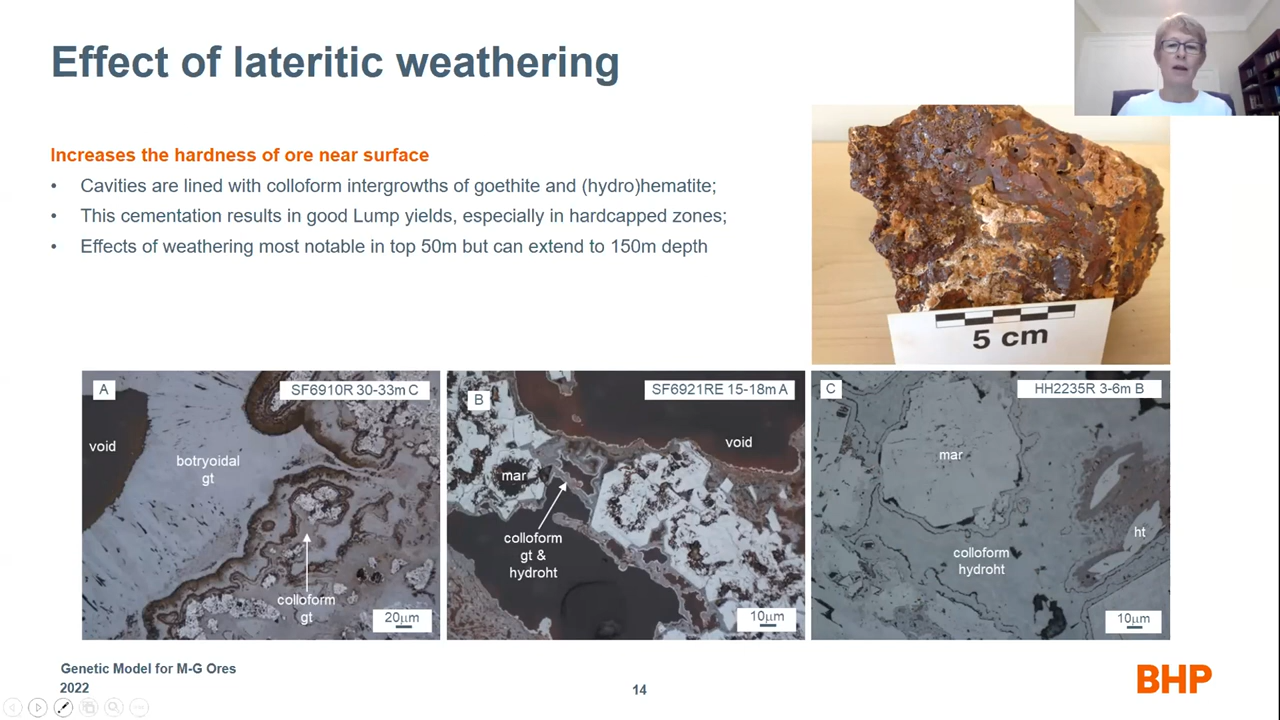 Effect of lateritic weathering
Increases the hardness of ore near surface
• Cavities are lined with colloform intergrowths of goethite and (hydro)hematite;
• This cementation results in good Lump yields, especially in hardcapped zones;
• Effects of weathering most notable in top 50m but can extend to 150m depth
5 cm
A
SF6910R 30-33m C
void
botryoidal
gt
colloform
gt
20μm
B
SF6921RE 15-18m A
void
mar
colloform
gt &
hydroht
10μm
C
HH2235R 3-6m B
mar
ht
colloform
hydroht
10μm
Genetic Model for M-G Ores
2022
14
BHP